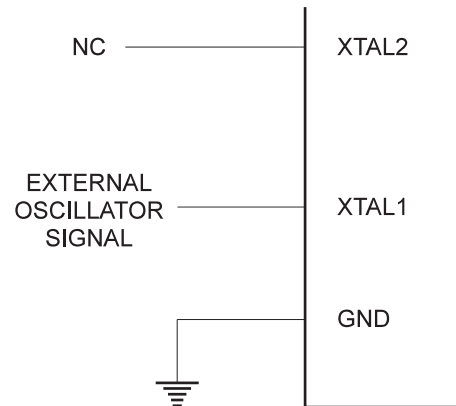 NC
XTAL2
EXTERNAL
OSCILLATOR
SIGNAL
XTAL1
GND